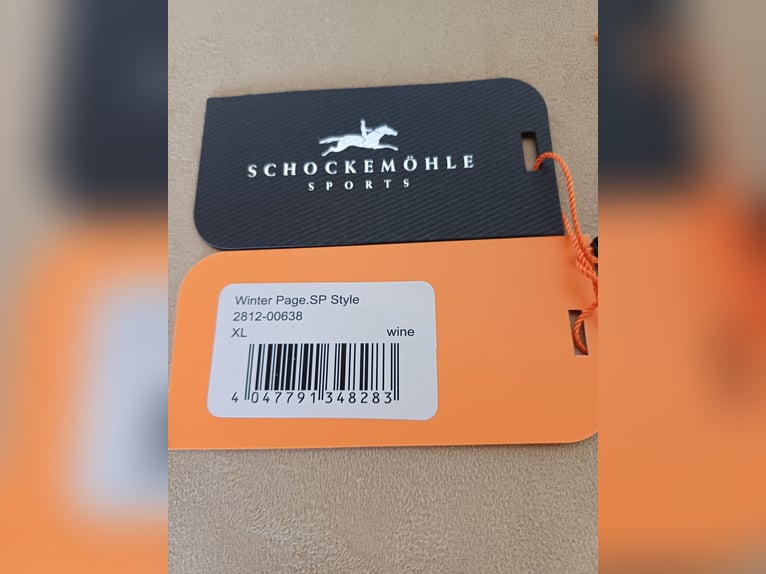 SCHOCKEMÖHLE
SPORTS
Winter Page.SP Style
2812-00638
XL wine
4 047791 348283